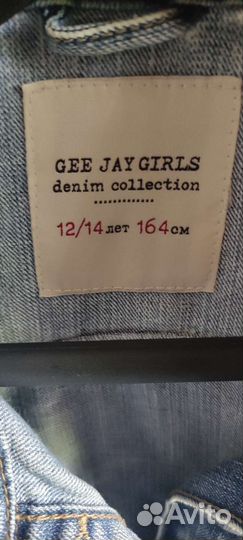 GEE JAY GIRLS
denim collection
12/14 лет 164 см
Avito